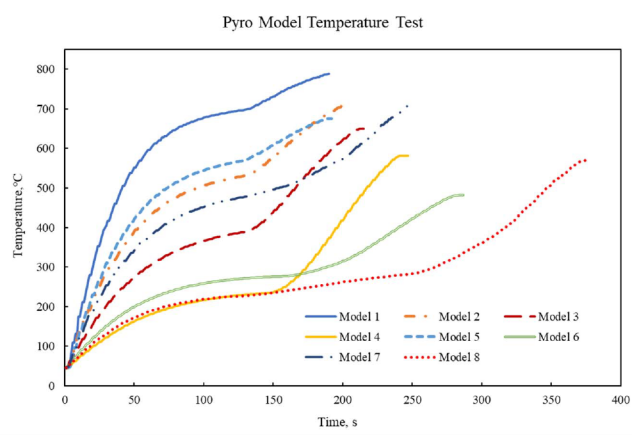 Pyro Model Temperature Test
800
700
600
500
400
300
200
100
0
Temperature,°C
Model 1 Model 2 Model 3
Model 4 Model 5 Model 6
Model 7 Model 8
0 50 100 150 200 250 300 350 400
Time, s